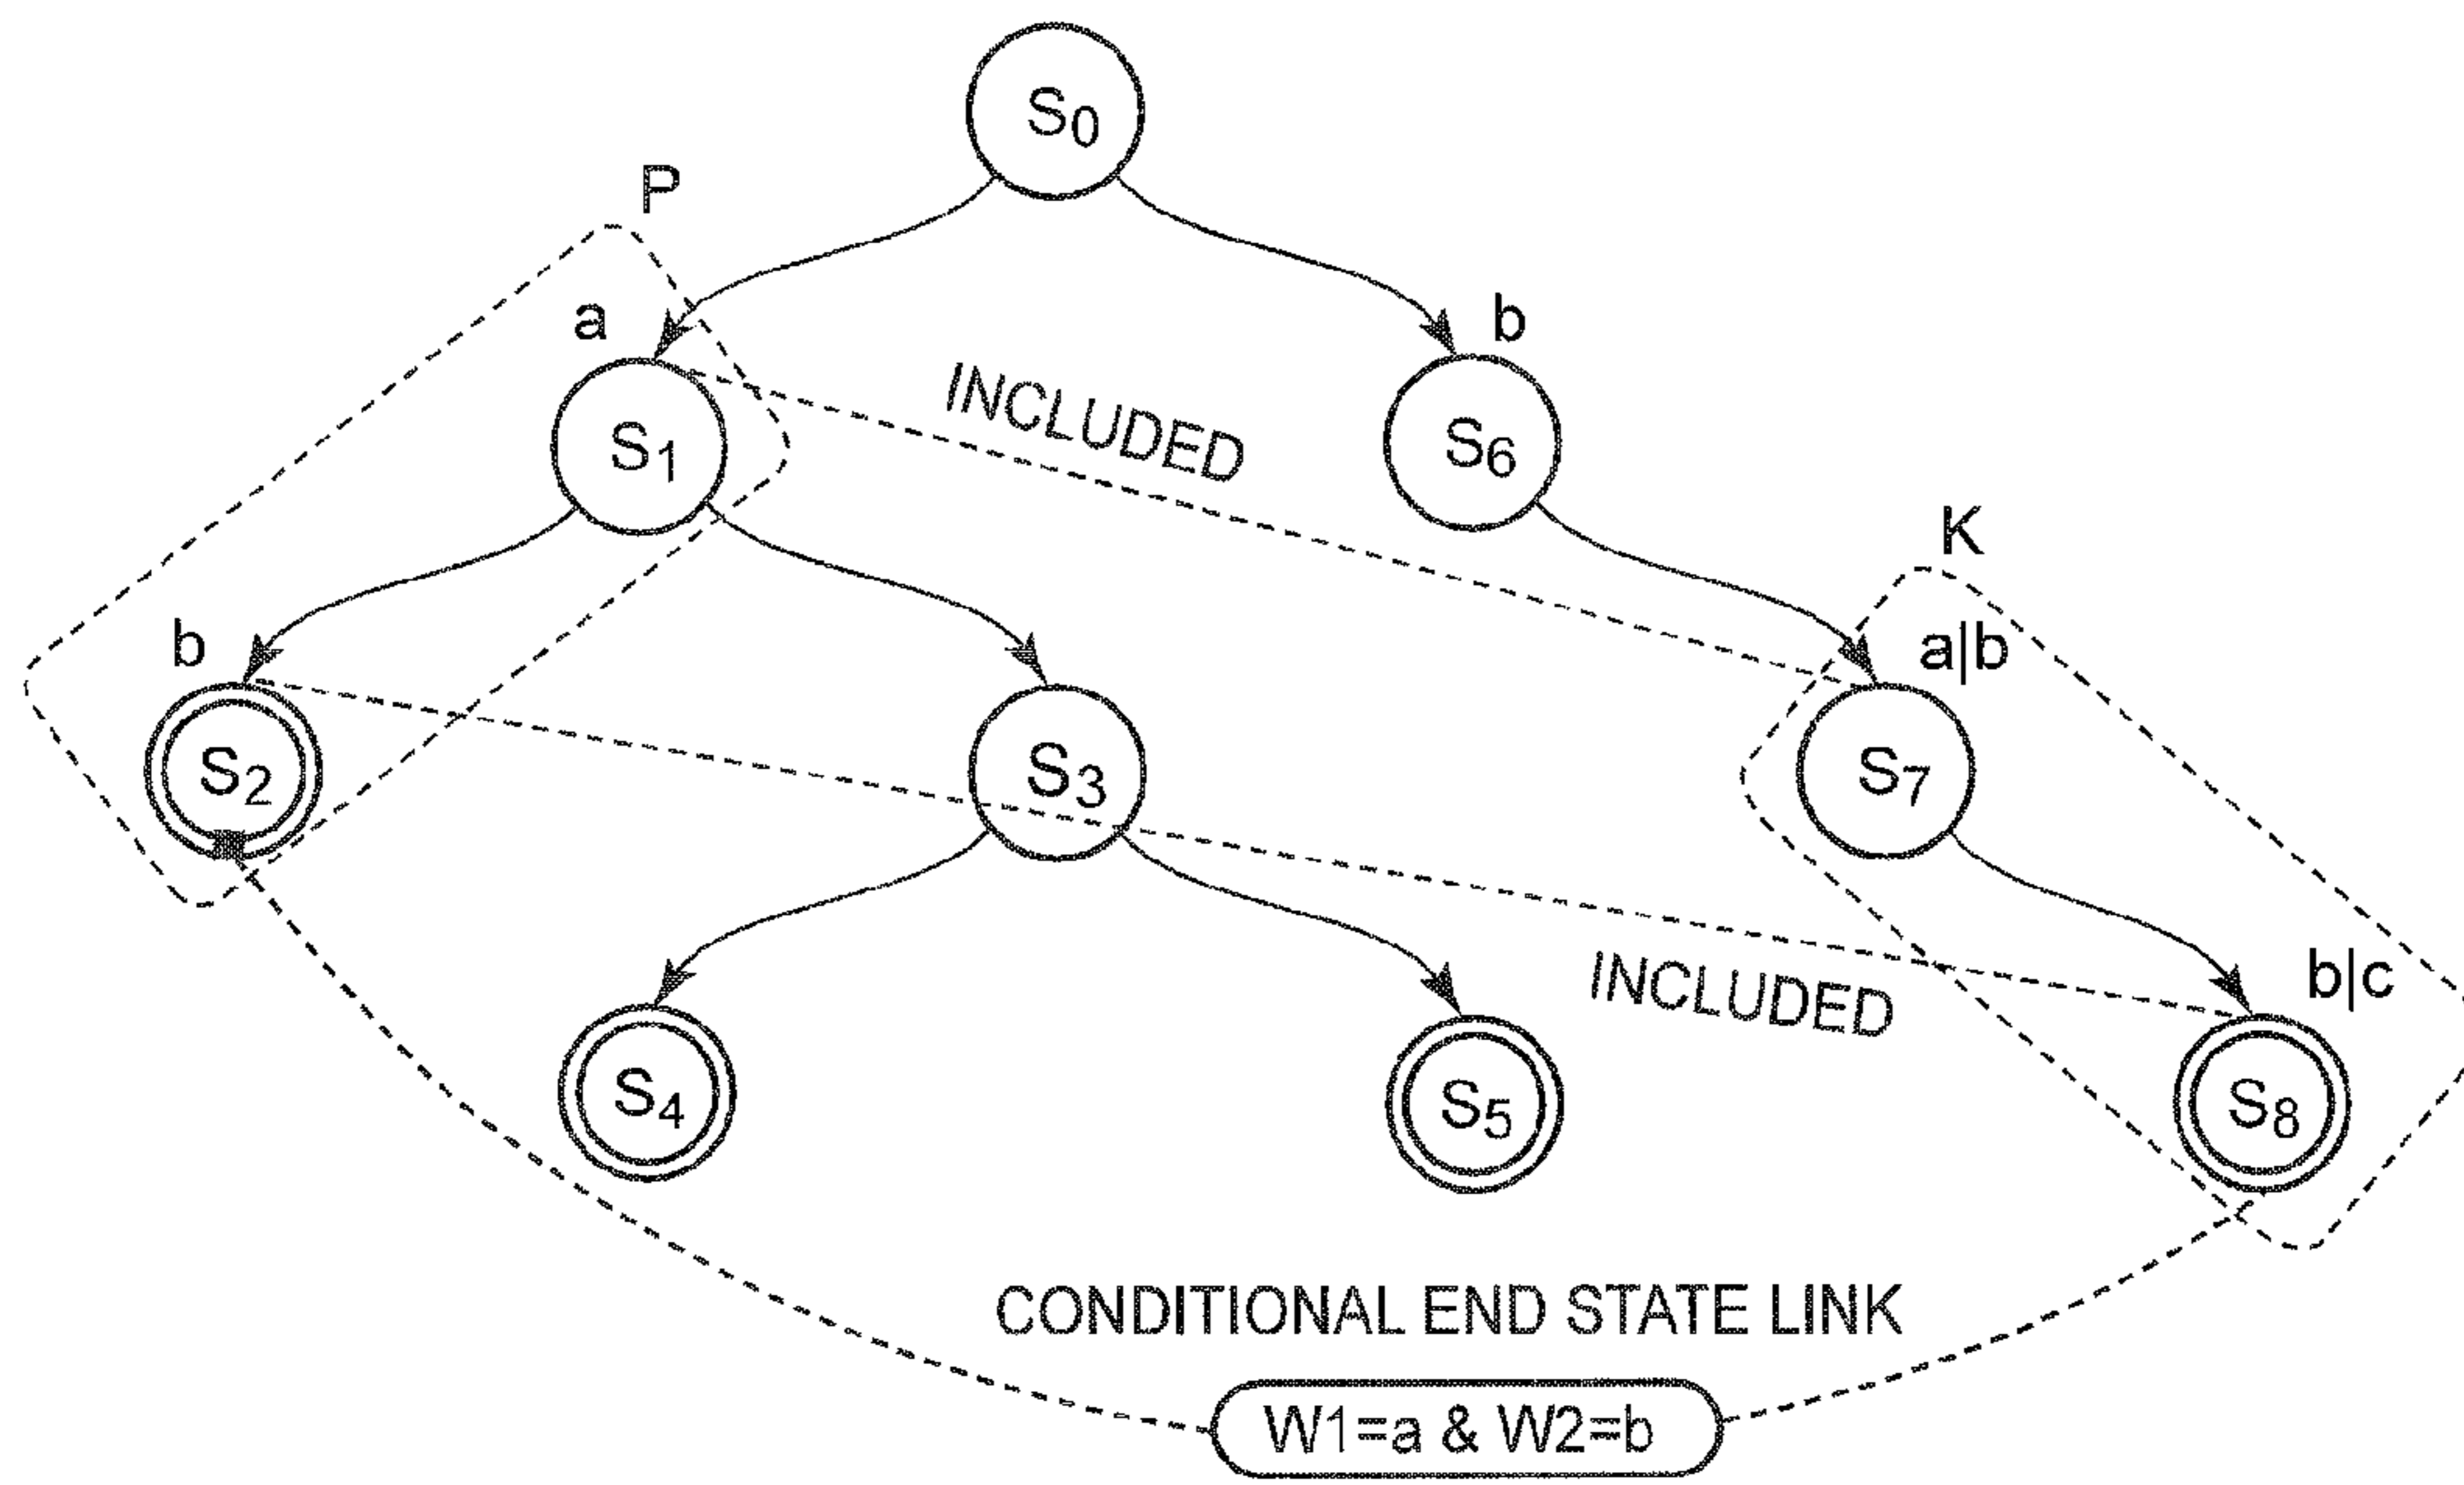 S0
P
a
b
INCLUDED
S1
S6
K
b
a|b
S2
S3
S7
INCLUDED
b|c
S4
S5
S8
CONDITIONAL END STATE LINK
W1=a & W2=b